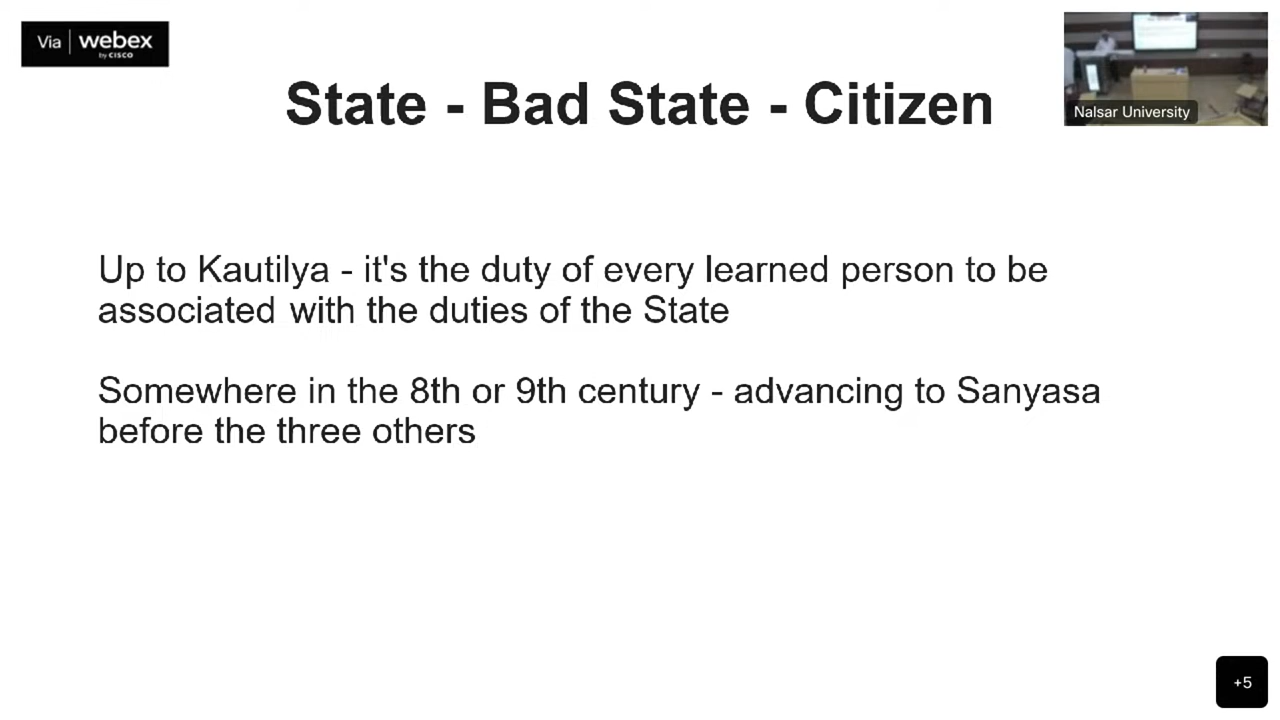 Via webex
by CISCO
State - Bad State - Citizen
Nalsar University
Up to Kautilya - it's the duty of every learned person to be
associated with the duties of the State
Somewhere in the 8th or 9th century - advancing to Sanyasa
before the three others
+5